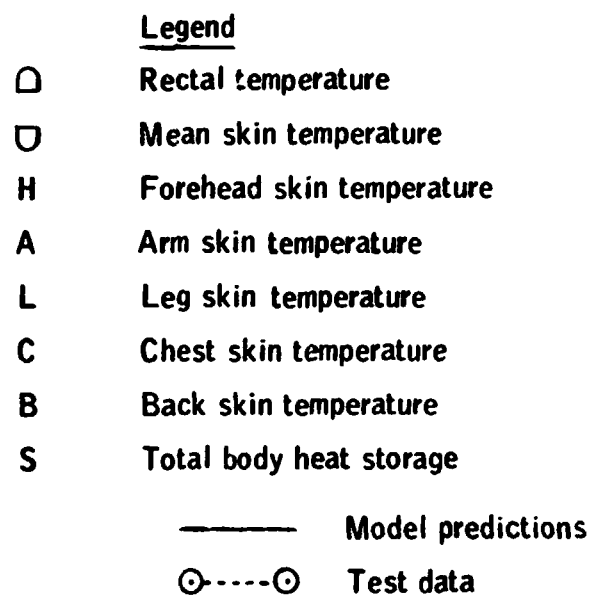 Legend
Rectal temperature
Mean skin temperature
H Forehead skin temperature
A Arm skin temperature
L Leg skin temperature
C Chest skin temperature
B Back skin temperature
S Total body heat storage
Model predictions
Test data